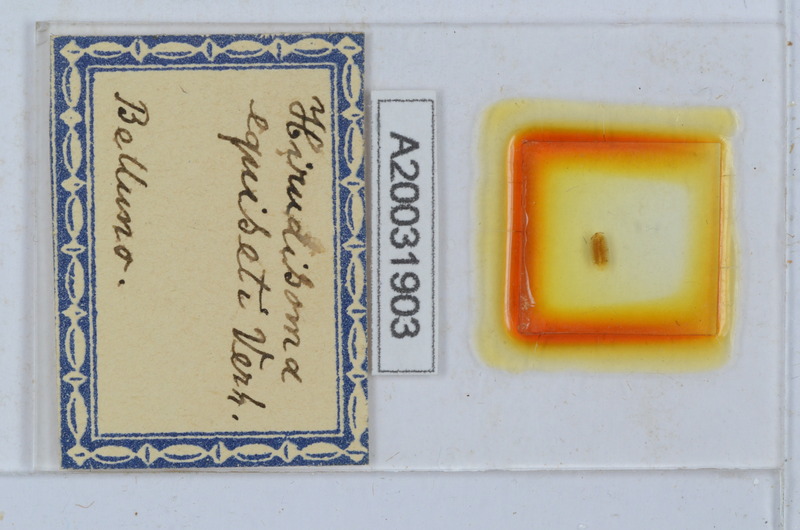 Hirudisoma
equiseti Verh.
Belluno.
A20031903